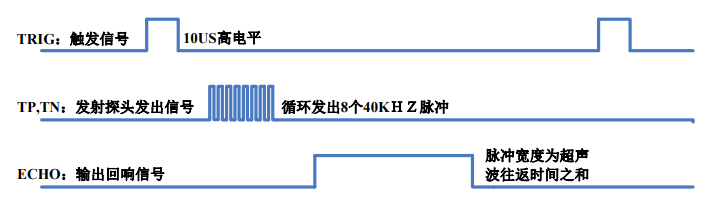 TRIG：触发信号 10US高电平
TP,TN：发射探头发出信号 循环发出8个40KＨＺ脉冲
ECHO：输出回响信号 脉冲宽度为超声
波往返时间之和